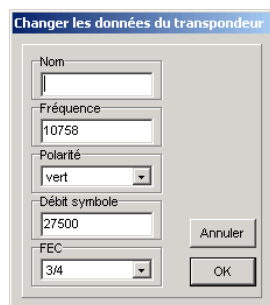 Changer les données du transpondeur
Nom
Fréquence
10758
Polarité
vert
Débit symbole
27500
FEC
3/4
Annuler
OK